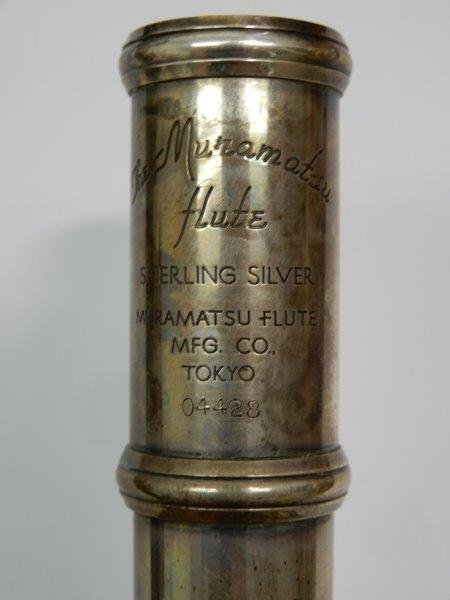 The Muramatsu
flute
STERLING SILVER
MURAMATSU FLUTE
MFG. CO.,
TOKYO
04428